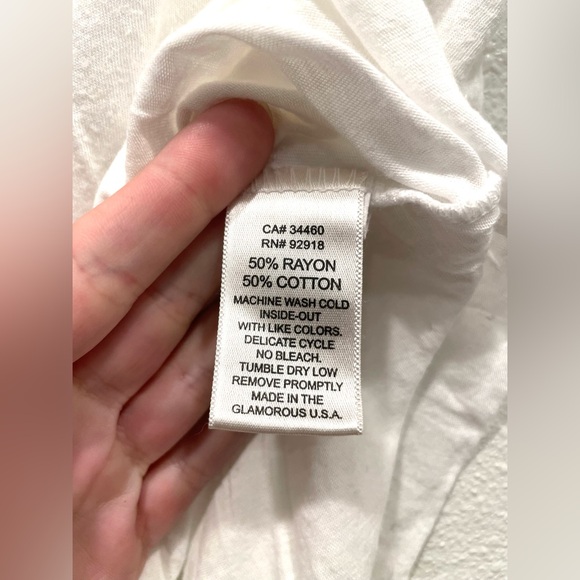 CA# 34460
RN# 92918
50% RAYON
50% COTTON
MACHINE WASH COLD
INSIDE-OUT
WITH LIKE COLORS.
DELICATE CYCLE
NO BLEACH.
TUMBLE DRY LOW
REMOVE PROMPTLY
MADE IN THE
GLAMOROUS U.S.A.